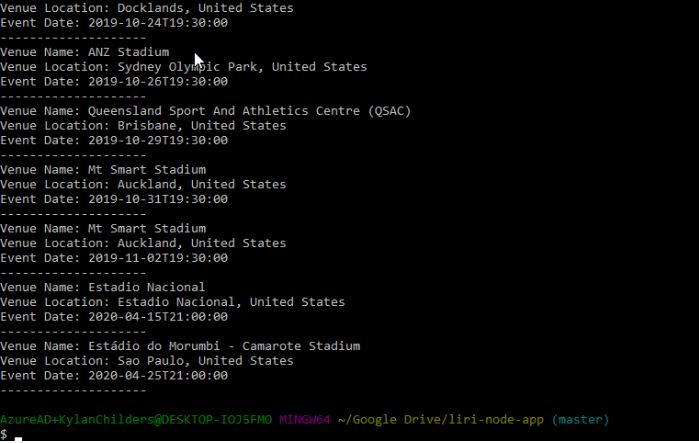 Venue Location: Docklands, United States
Event Date: 2019-10-24T19:30:00
--------------------
Venue Name: ANZ Stadium
Venue Location: Sydney Olympic Park, United States
Event Date: 2019-10-26T19:30:00
--------------------
Venue Name: Queensland Sport And Athletics Centre (QSAC)
Venue Location: Brisbane, United States
Event Date: 2019-10-29T19:30:00
--------------------
Venue Name: Mt Smart Stadium
Venue Location: Auckland, United States
Event Date: 2019-10-31T19:30:00
--------------------
Venue Name: Mt Smart Stadium
Venue Location: Auckland, United States
Event Date: 2019-11-02T19:30:00
--------------------
Venue Name: Estadio Nacional
Venue Location: Estadio Nacional, United States
Event Date: 2020-04-15T21:00:00
--------------------
Venue Name: Estádio do Morumbi - Camarote Stadium
Venue Location: Sao Paulo, United States
Event Date: 2020-04-25T21:00:00
--------------------
AzureAD+KylanChilders@DESKTOP-IOJ5FMO MINGW64 ~/Google Drive/liri-node-app (master)
$